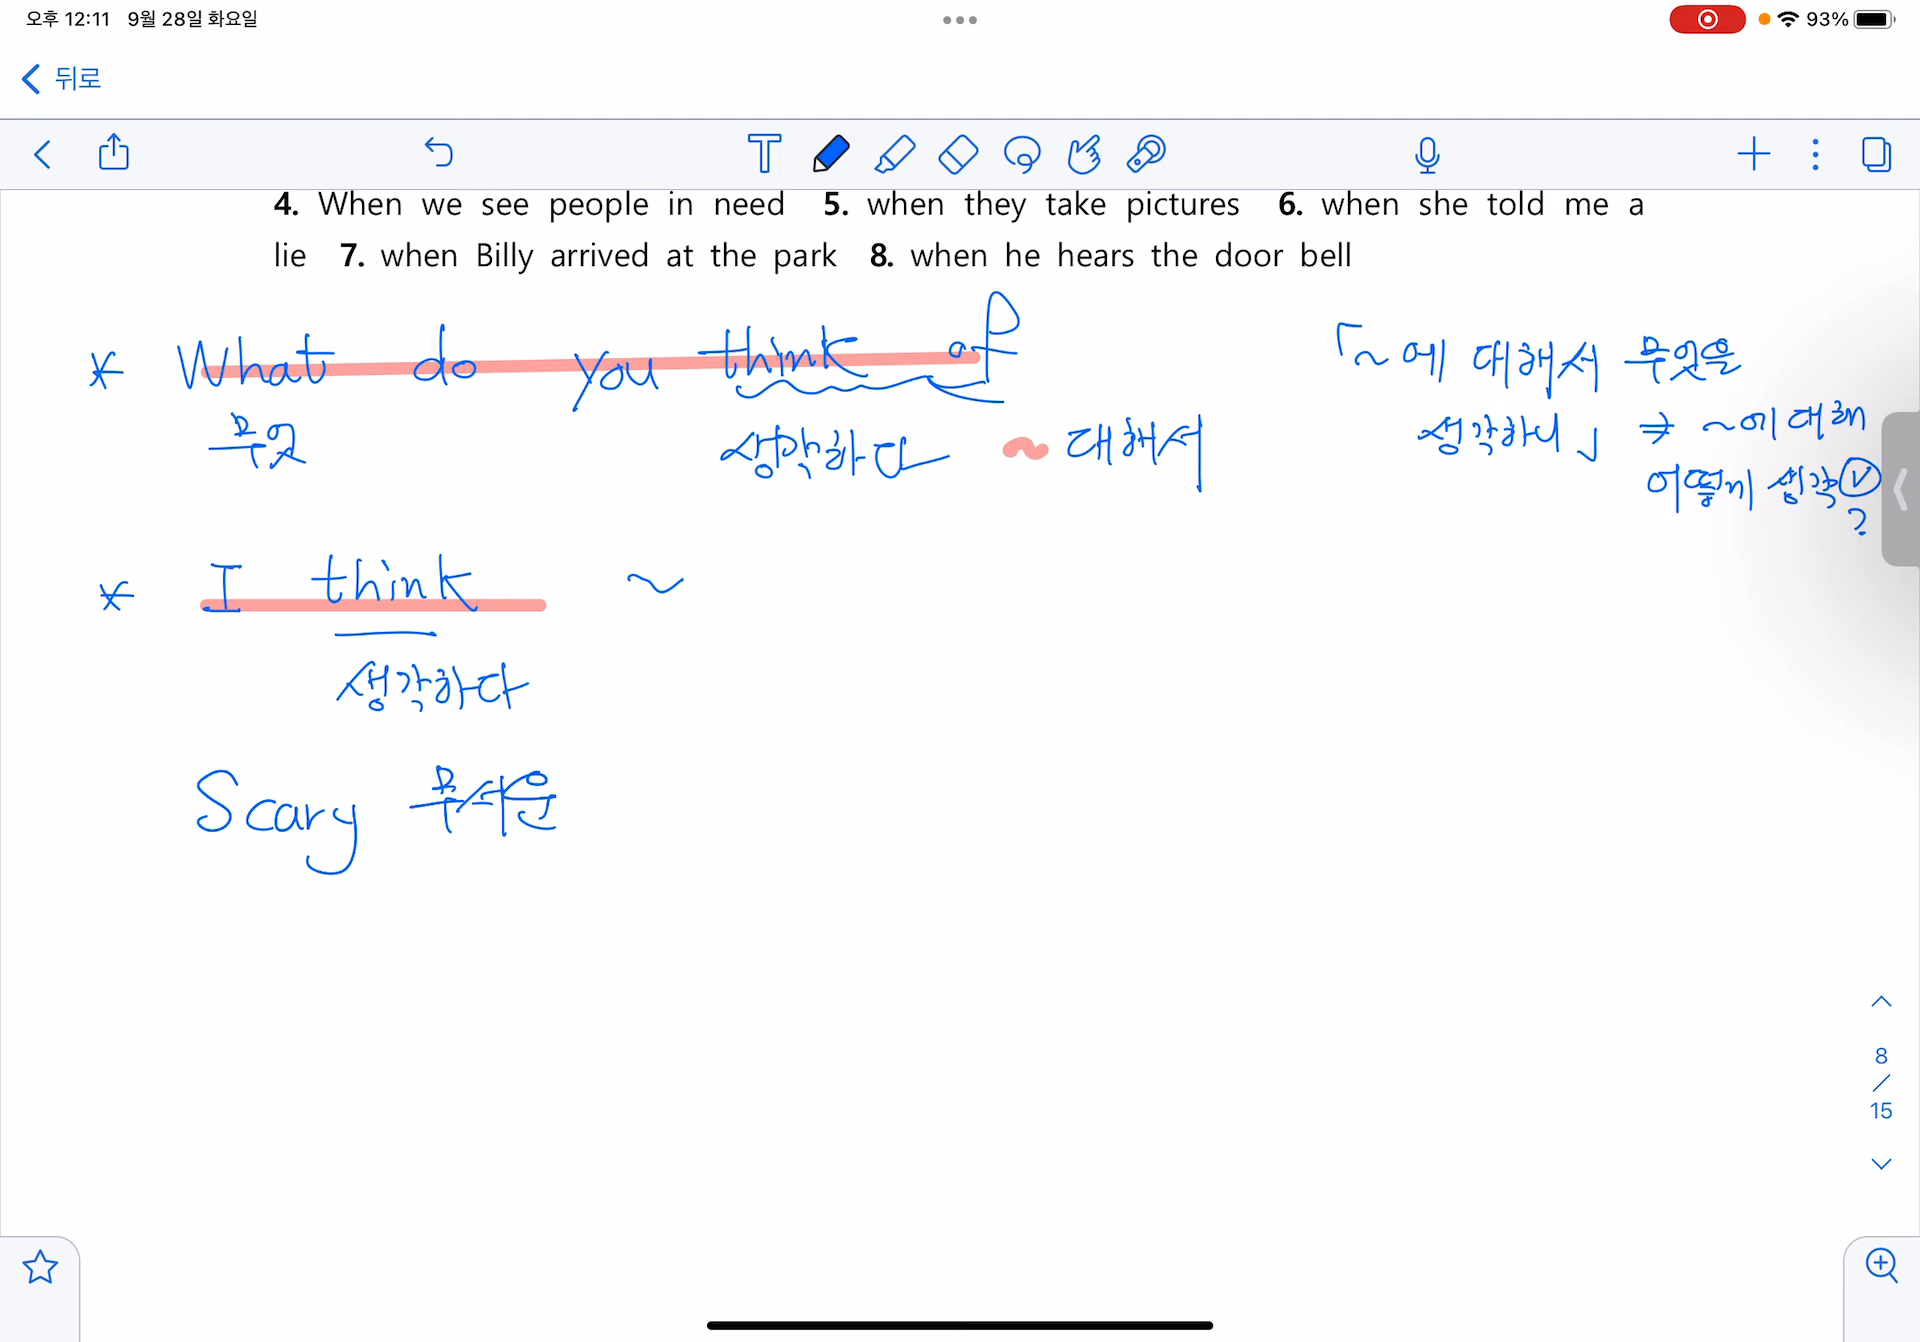 오후 12:11 9월 28일 화요일 93%
뒤로
4. When we see people in need 5. when they take pictures 6. when she told me a
lie 7. when Billy arrived at the park 8. when he hears the door bell
* What do you think of 「~에 대해서 무엇을
무엇 생각하다 ~ 대해서 생각하니」 ⇒ ~에 대해
어떻게 생각 ⓥ
?
* I think ~
생각하다
Scary 무서운
8
/
15